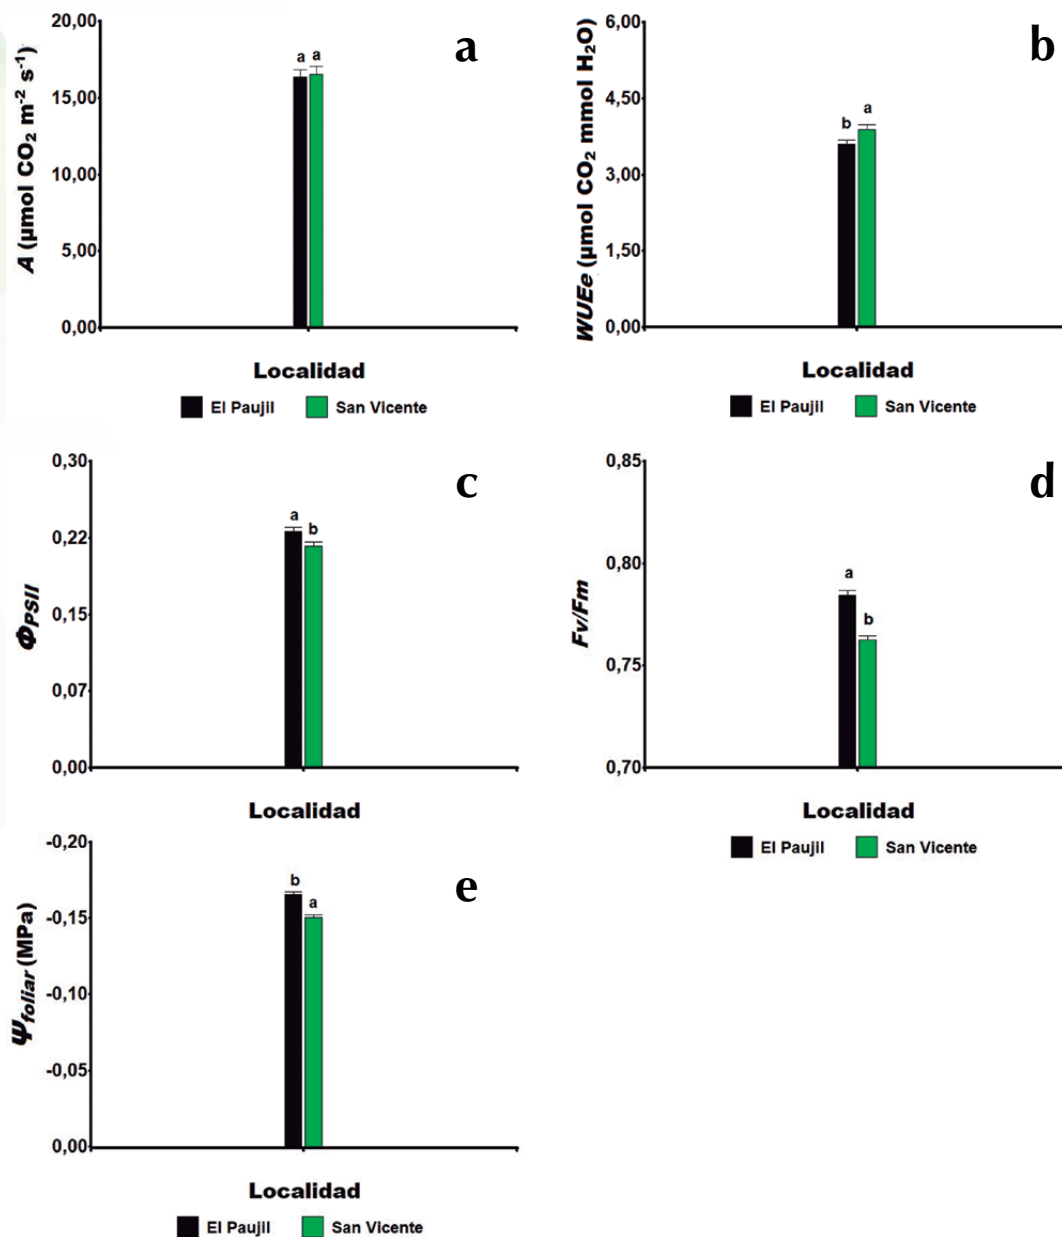 a
20,00
15,00
10,00
5,00
0,00
A (µmol CO₂ m⁻² s⁻¹)
a a
Localidad
El Paujil San Vicente
b
6,00
4,50
3,00
1,50
0,00
WUEe (µmol CO₂ mmol H₂O)
b a
Localidad
El Paujil San Vicente
c
0,30
0,22
0,15
0,07
0,00
ΦPSII
a b
Localidad
d
0,85
0,80
0,75
0,70
Fv/Fm
a b
Localidad
El Paujil San Vicente
e
-0,20
-0,15
-0,10
-0,05
0,00
Ψfoliar (MPa)
b a
Localidad
El Paujil San Vicente